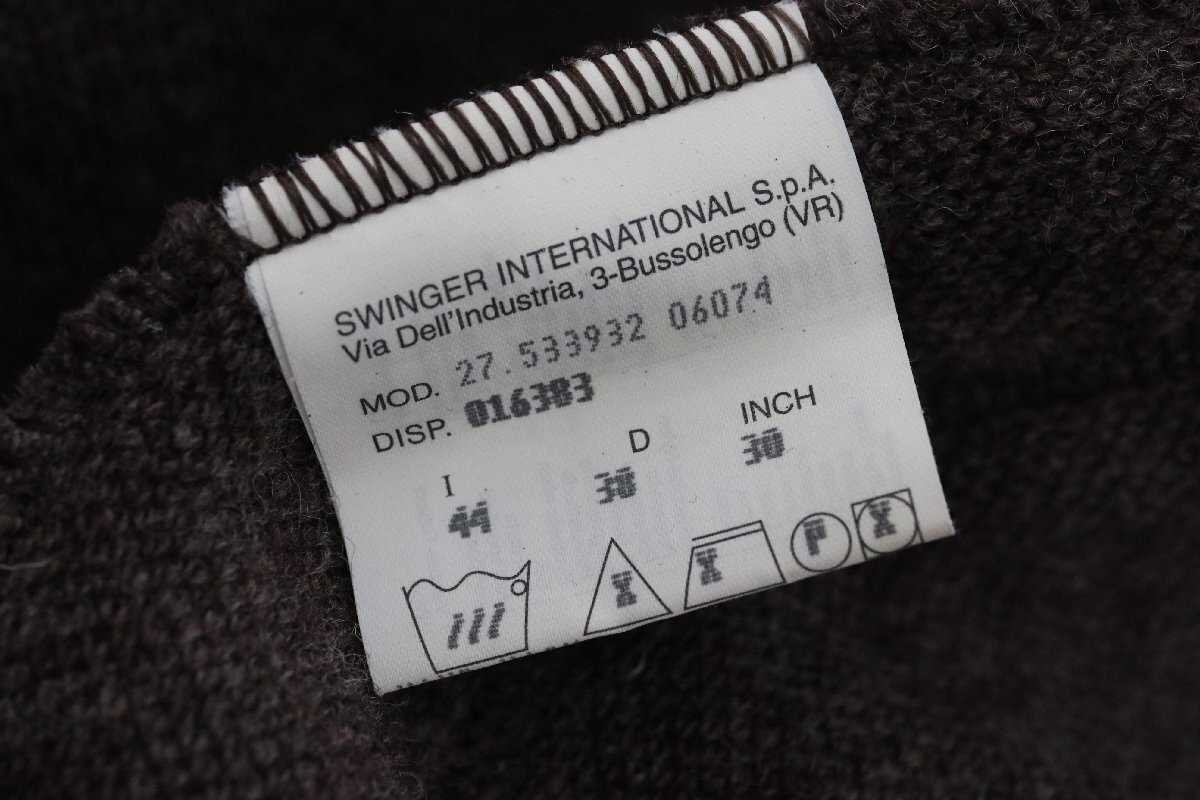 SWINGER INTERNATIONAL S.p.A.
Via Dell'Industria, 3-Bussolengo (VR)
MOD. 27.533932 06074
DISP. 016383
I D INCH
44 38 30
/// X X P X